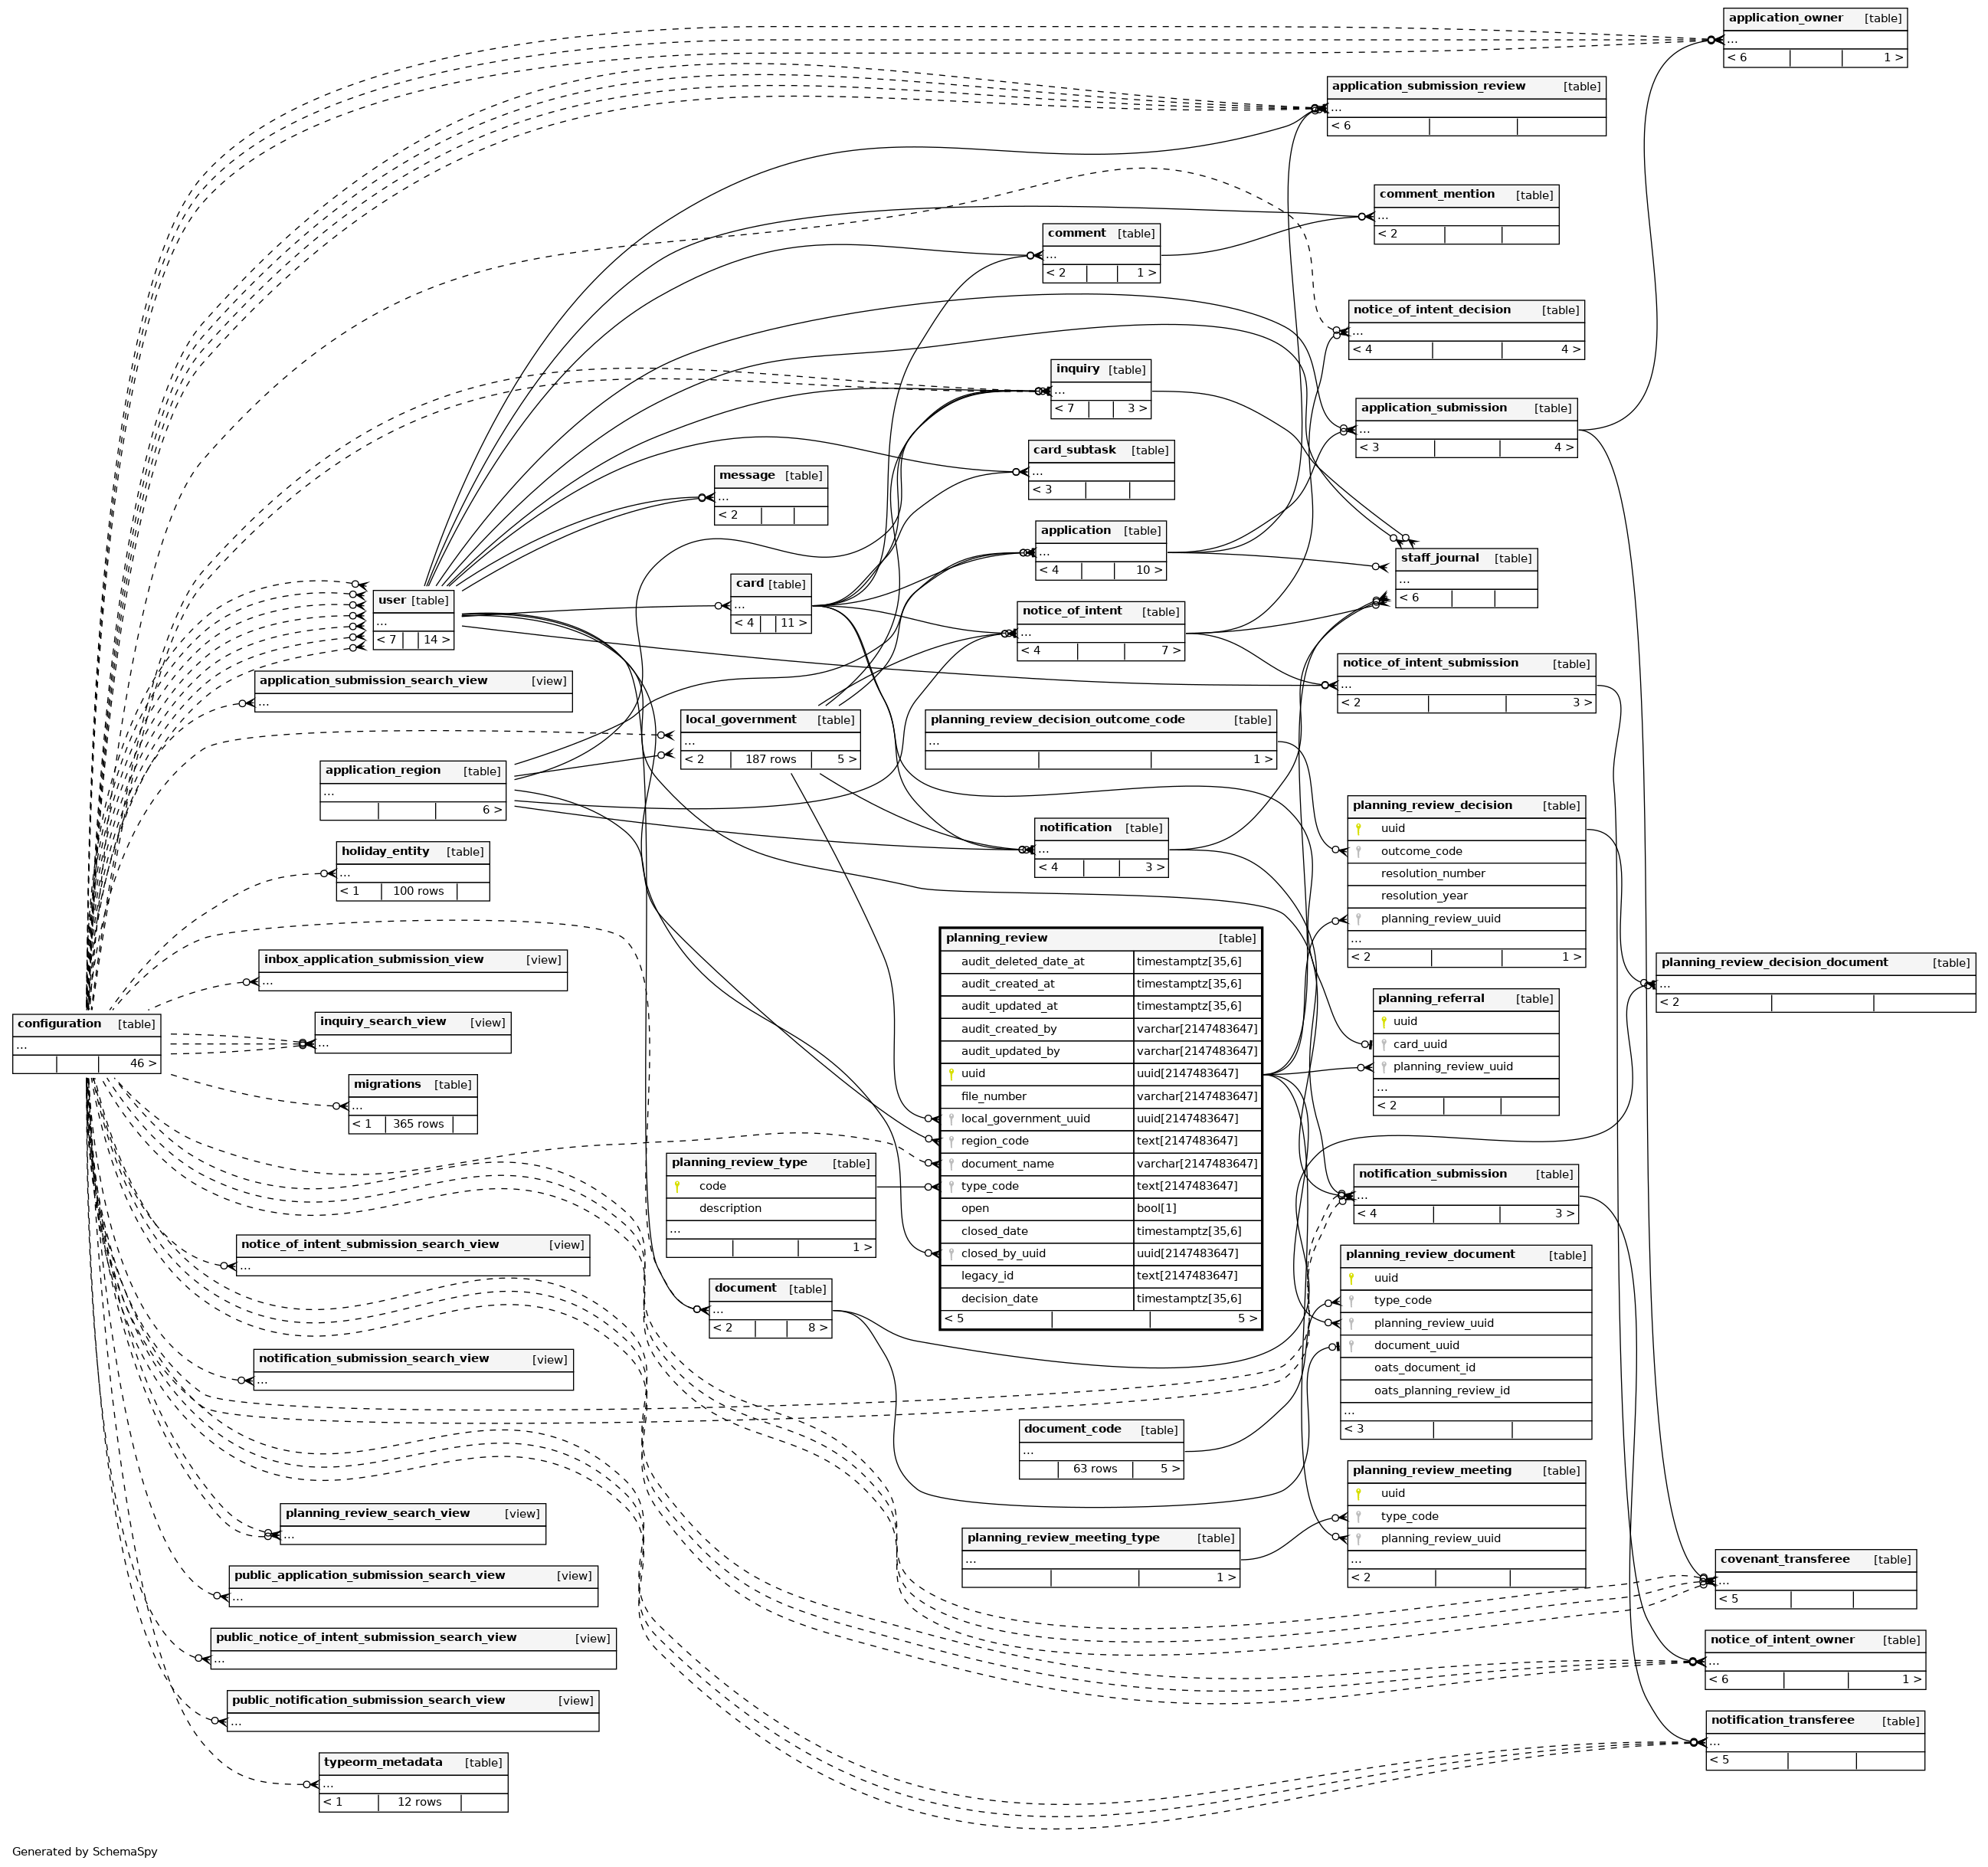 application_owner [table]
...
< 6 1 >
application_submission_review [table]
...
< 6
comment_mention [table]
...
< 2
comment [table]
...
< 2 1 >
notice_of_intent_decision [table]
...
< 4 4 >
inquiry [table]
...
< 7 3 >
application_submission [table]
...
< 3 4 >
card_subtask [table]
...
< 3
message [table]
...
< 2
application [table]
...
< 4 10 >
staff_journal [table]
...
< 6
card [table]
...
< 4 11 >
user [table]
...
< 7 14 >
notice_of_intent [table]
...
< 4 7 >
notice_of_intent_submission [table]
...
< 2 3 >
application_submission_search_view [view]
...
local_government [table]
...
< 2 187 rows 5 >
planning_review_decision_outcome_code [table]
...
1 >
application_region [table]
...
6 >
planning_review_decision [table]
uuid
outcome_code
resolution_number
resolution_year
planning_review_uuid
...
< 2 1 >
notification [table]
...
< 4 3 >
holiday_entity [table]
...
< 1 100 rows
planning_review [table]
audit_deleted_date_at timestamptz[35,6]
audit_created_at timestamptz[35,6]
audit_updated_at timestamptz[35,6]
audit_created_by varchar[2147483647]
audit_updated_by varchar[2147483647]
uuid uuid[2147483647]
file_number varchar[2147483647]
local_government_uuid uuid[2147483647]
region_code text[2147483647]
document_name varchar[2147483647]
type_code text[2147483647]
open bool[1]
closed_date timestamptz[35,6]
closed_by_uuid uuid[2147483647]
legacy_id text[2147483647]
decision_date timestamptz[35,6]
< 5 5 >
inbox_application_submission_view [view]
...
planning_review_decision_document [table]
...
< 2
planning_referral [table]
uuid
card_uuid
planning_review_uuid
...
< 2
configuration [table]
...
46 >
inquiry_search_view [view]
...
migrations [table]
...
< 1 365 rows
planning_review_type [table]
code
description
...
1 >
notification_submission [table]
...
< 4 3 >
notice_of_intent_submission_search_view [view]
...
planning_review_document [table]
uuid
type_code
planning_review_uuid
document_uuid
oats_document_id
oats_planning_review_id
...
< 3
document [table]
...
< 2 8 >
notification_submission_search_view [view]
...
document_code [table]
...
63 rows 5 >
planning_review_meeting [table]
uuid
type_code
planning_review_uuid
...
< 2
planning_review_search_view [view]
...
planning_review_meeting_type [table]
...
1 >
covenant_transferee [table]
...
< 5
public_application_submission_search_view [view]
...
public_notice_of_intent_submission_search_view [view]
...
notice_of_intent_owner [table]
...
< 6 1 >
public_notification_submission_search_view [view]
...
notification_transferee [table]
...
< 5
typeorm_metadata [table]
...
< 1 12 rows
Generated by SchemaSpy